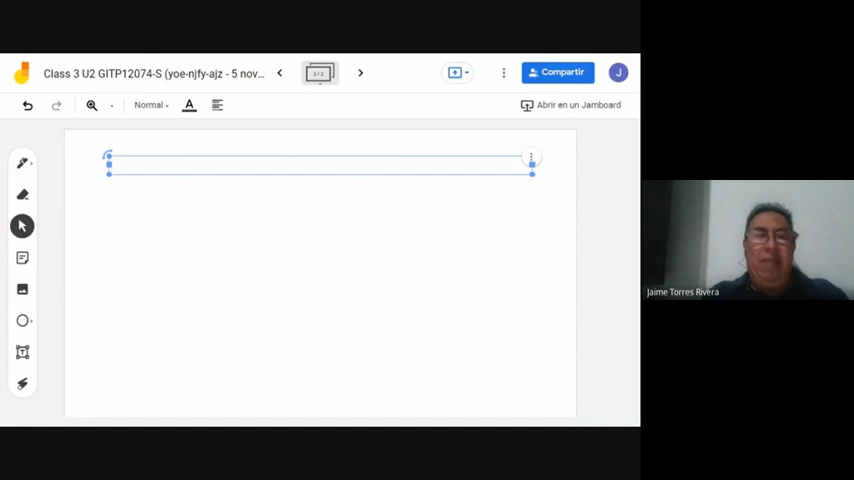 Class 3 U2 GITP12074-S (yoe-njfy-ajz - 5 nov...
2/2
Compartir
J
Normal
A
Abrir en un Jamboard
T
Jaime Torres Rivera